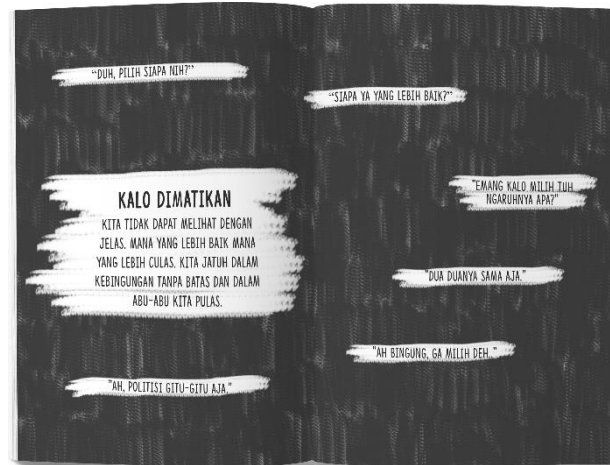 "DUH, PILIH SIAPA NIH?"
KALO DIMATIKAN
KITA TIDAK DAPAT MELIHAT DENGAN
JELAS. MANA YANG LEBIH BAIK MANA
YANG LEBIH CULAS. KITA JATUH DALAM
KEBINGUNGAN TANPA BATAS DAN DALAM
ABU-ABU KITA PULAS.
"AH, POLITISI GITU-GITU AJA."
"SIAPA YA YANG LEBIH BAIK?"
"EMANG KALO MILIH TUH
NGARUHNYA APA?"
"DUA DUANYA SAMA AJA."
"AH BINGUNG, GA MILIH DEH."